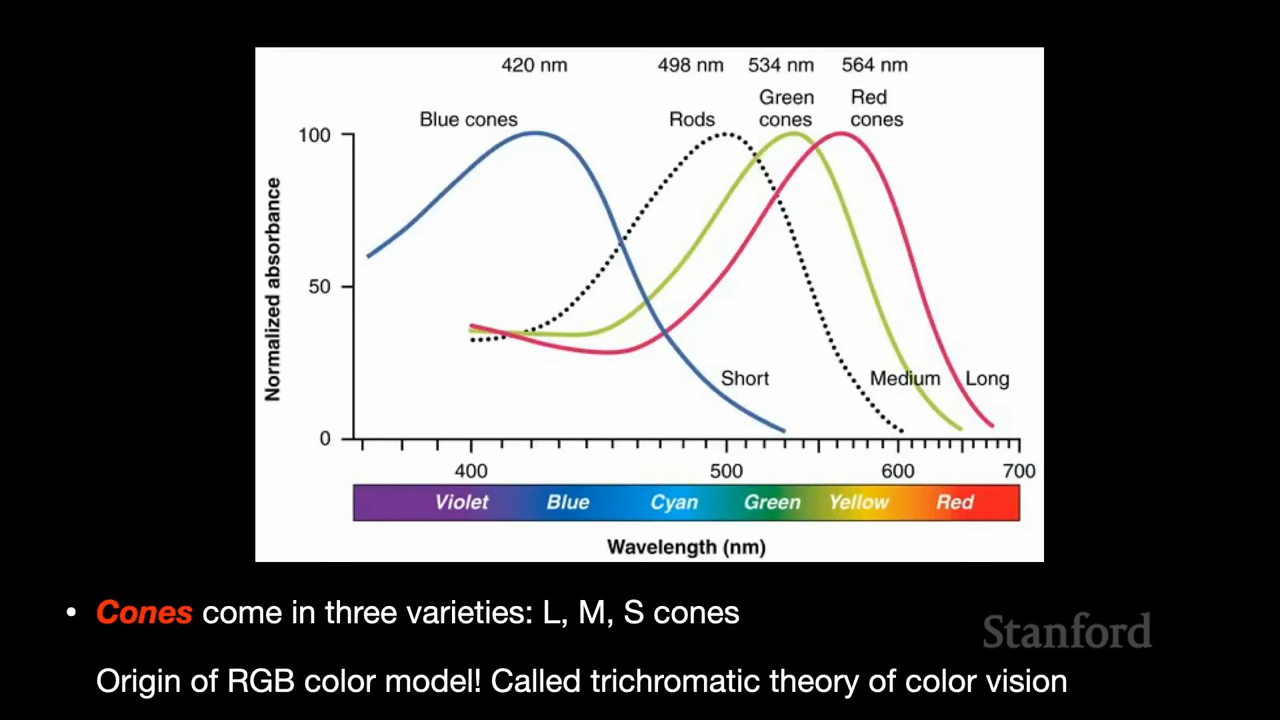 420 nm 498 nm 534 nm 564 nm
Green Red
Blue cones Rods cones cones
100
50
0
Normalized absorbance
Short Medium Long
400 500 600 700
Violet Blue Cyan Green Yellow Red
Wavelength (nm)
• Cones come in three varieties: L, M, S cones
Stanford
Origin of RGB color model! Called trichromatic theory of color vision